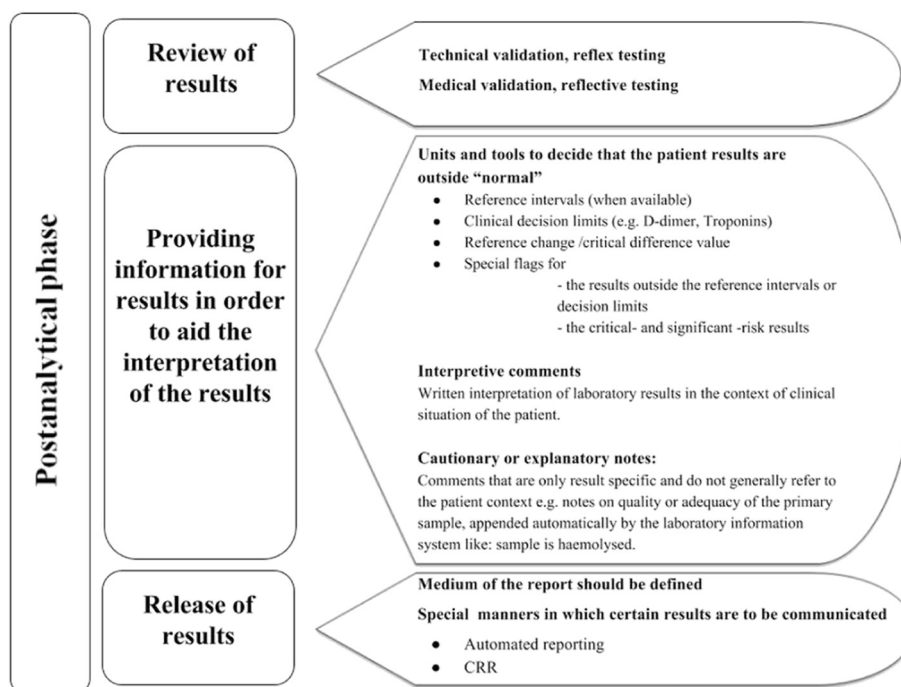 Postanalytical phase
Review of
results
Technical validation, reflex testing
Medical validation, reflective testing
Providing
information for
results in order
to aid the
interpretation
of the results
Units and tools to decide that the patient results are
outside “normal”
● Reference intervals (when available)
● Clinical decision limits (e.g. D-dimer, Troponins)
● Reference change /critical difference value
● Special flags for
- the results outside the reference intervals or
decision limits
- the critical- and significant -risk results
Interpretive comments
Written interpretation of laboratory results in the context of clinical
situation of the patient.
Cautionary or explanatory notes:
Comments that are only result specific and do not generally refer to
the patient context e.g. notes on quality or adequacy of the primary
sample, appended automatically by the laboratory information
system like: sample is haemolysed.
Release of
results
Medium of the report should be defined
Special manners in which certain results are to be communicated
● Automated reporting
● CRR